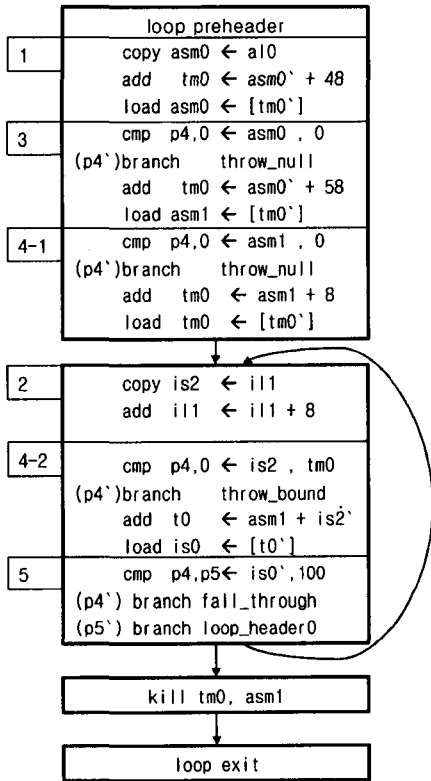 loop preheader
1
copy asm0 ← al0
add tm0 ← asm0` + 48
load asm0 ← [tm0`]
3
cmp p4,0 ← asm0 , 0
(p4`)branch throw_null
add tm0 ← asm0` + 58
load asm1 ← [tm0`]
4-1
cmp p4,0 ← asm1 , 0
(p4`)branch throw_null
add tm0 ← asm1 + 8
load tm0 ← [tm0`]
2
copy is2 ← il1
add il1 ← il1 + 8
4-2
cmp p4,0 ← is2 , tm0
(p4`)branch throw_bound
add t0 ← asm1 + is2`
load is0 ← [t0`]
5
cmp p4,p5← is0`,100
(p4`) branch fall_through
(p5`) branch loop_header0
kill tm0, asm1
loop exit